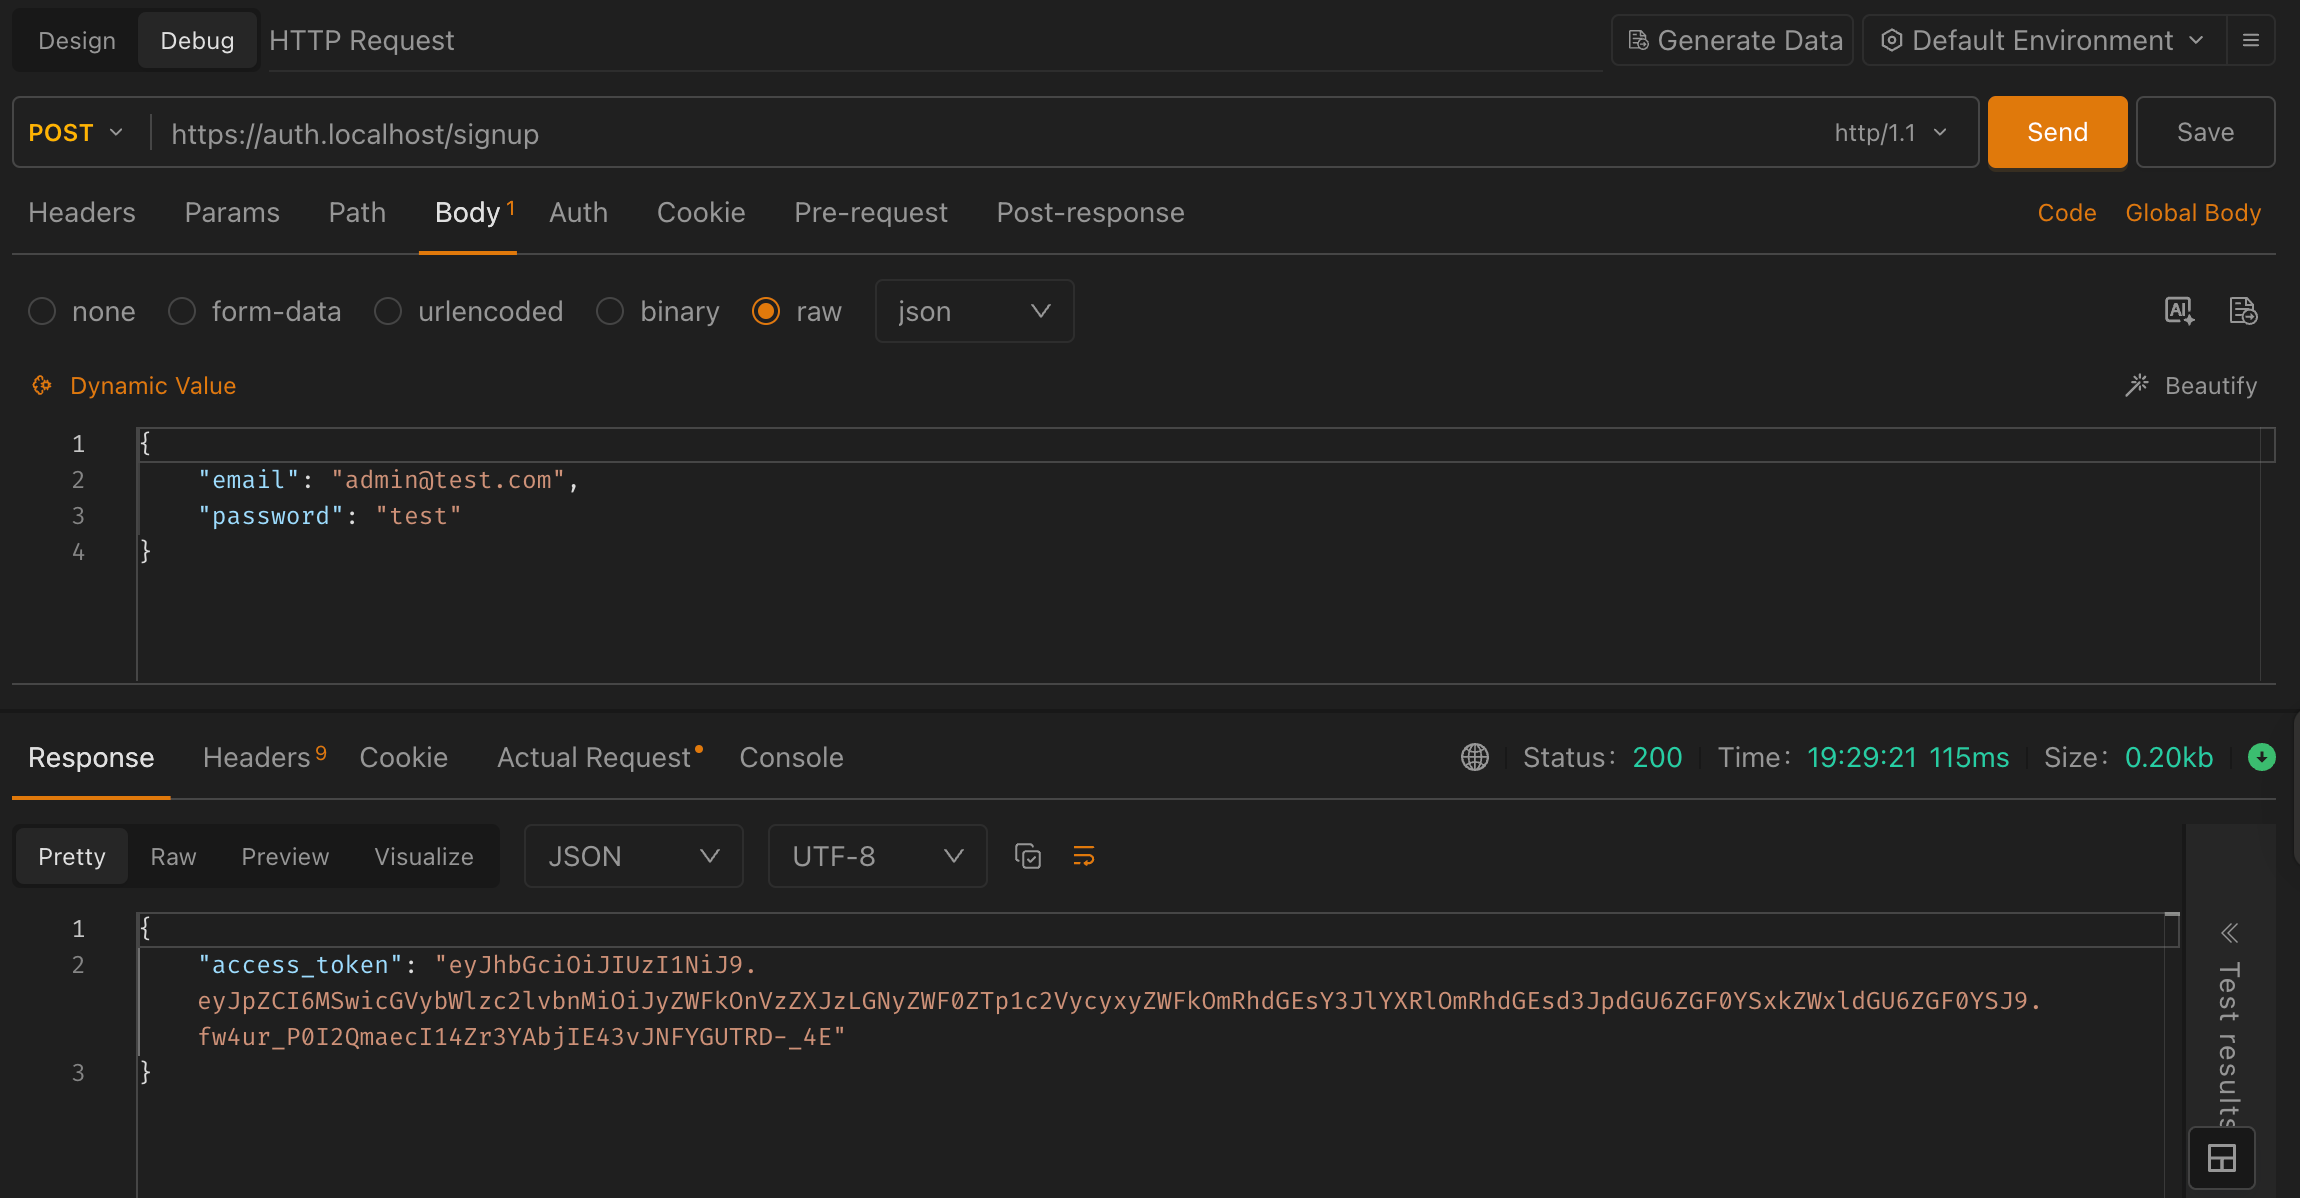 Design Debug HTTP Request Generate Data Default Environment
POST https://auth.localhost/signup http/1.1 Send Save
Headers Params Path Body 1 Auth Cookie Pre-request Post-response Code Global Body
none form-data urlencoded binary raw json AI
Dynamic Value Beautify
1 {
2 "email": "admin@test.com",
3 "password": "test"
4 }
Response Headers 9 Cookie Actual Request Console Status: 200 Time: 19:29:21 115ms Size: 0.20kb
Pretty Raw Preview Visualize JSON UTF-8
1 {
2 "access_token": "eyJhbGciOiJIUzI1NiJ9.
eyJpZCI6MSwicGVybWlzc2lvbnMiOiJyZWFkOnVzZXJzLGNyZWF0ZTp1c2VycyxyZWFkOmRhdGEsY3JlYXRlOmRhdGEsd3JpdGU6ZGF0YSxkZWxldGU6ZGF0YSJ9.
fw4ur_P0I2QmaecI14Zr3YAbjIE43vJNFYGUTRD-_4E"
3 }
Test results